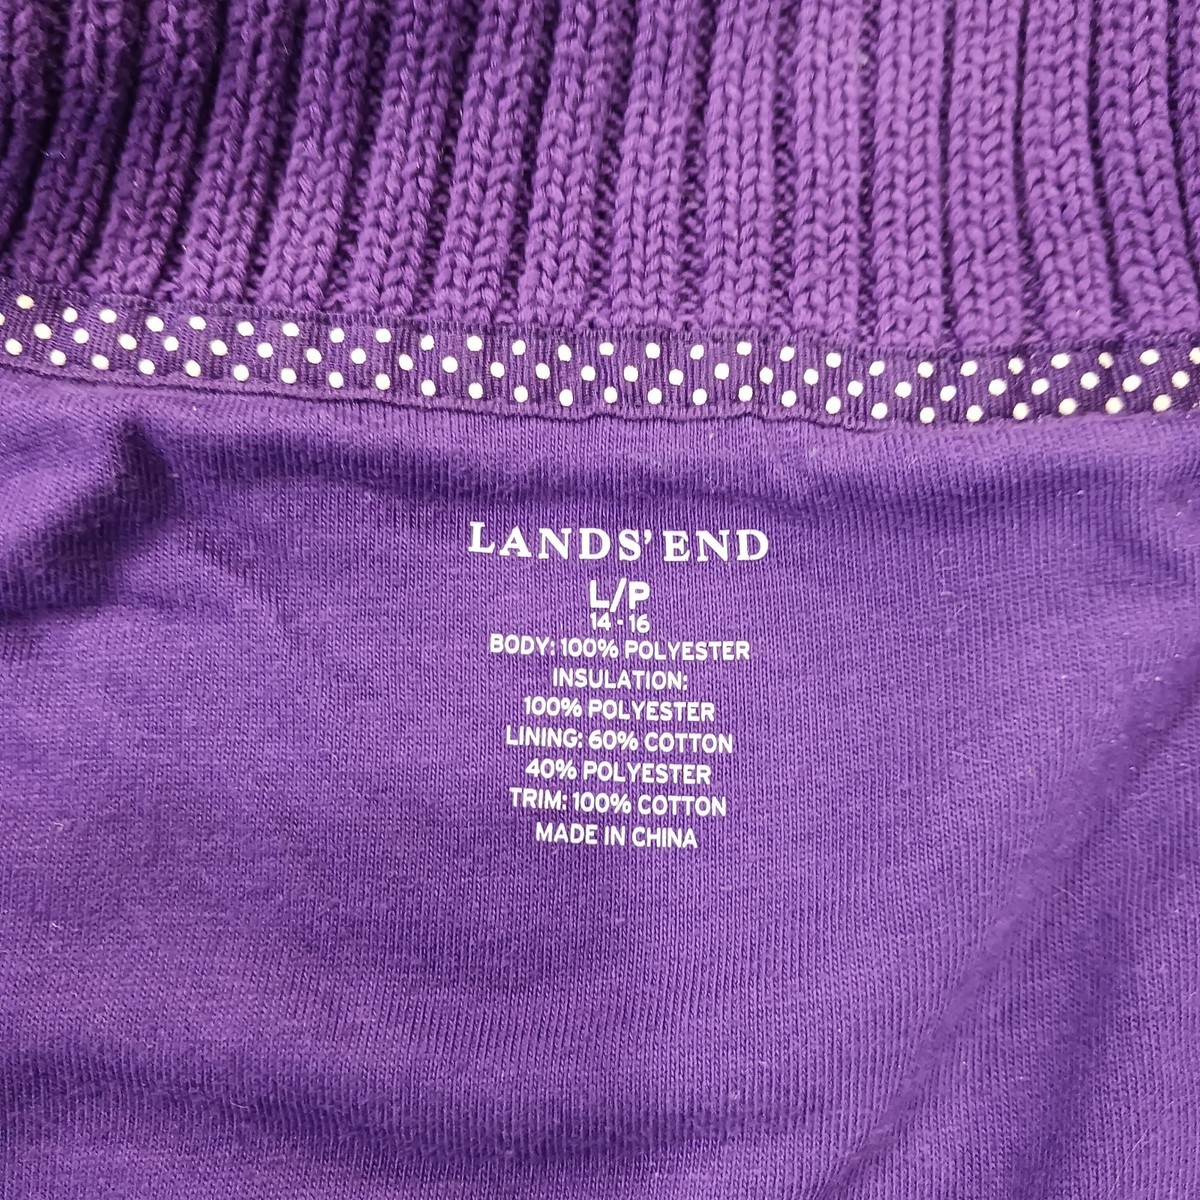 LANDS' END
L/P
14 - 16
BODY: 100% POLYESTER
INSULATION:
100% POLYESTER
LINING: 60% COTTON
40% POLYESTER
TRIM: 100% COTTON
MADE IN CHINA